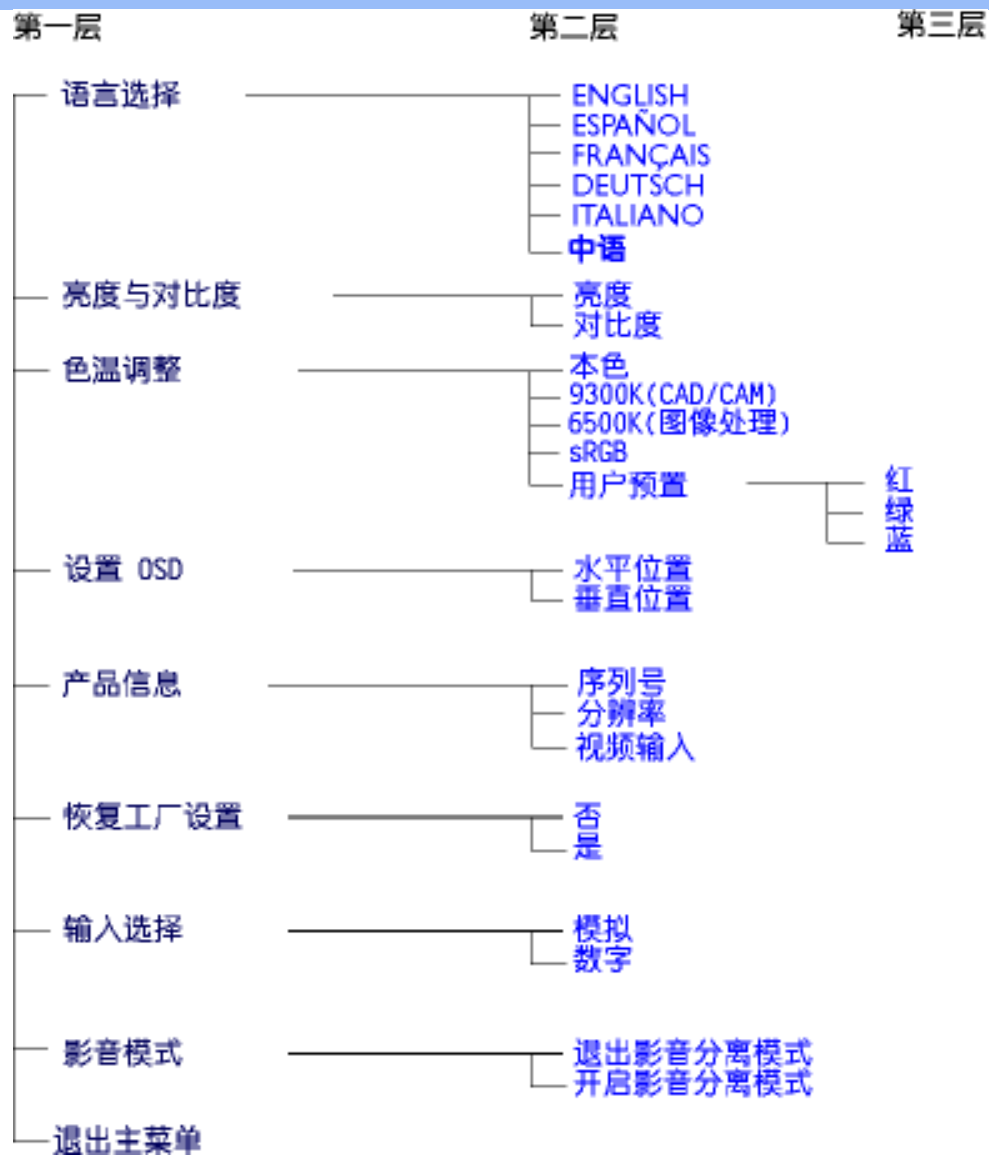 第一层 第二层 第三层
语言选择 ENGLISH
ESPAÑOL
FRANÇAIS
DEUTSCH
ITALIANO
中语
亮度与对比度 亮度
对比度
色温调整 本色
9300K(CAD/CAM)
6500K(图像处理)
sRGB
用户预置 红
绿
蓝
设置 OSD 水平位置
垂直位置
产品信息 序列号
分辨率
视频输入
恢复工厂设置 否
是
输入选择 模拟
数字
影音模式 退出影音分离模式
开启影音分离模式
退出主菜单